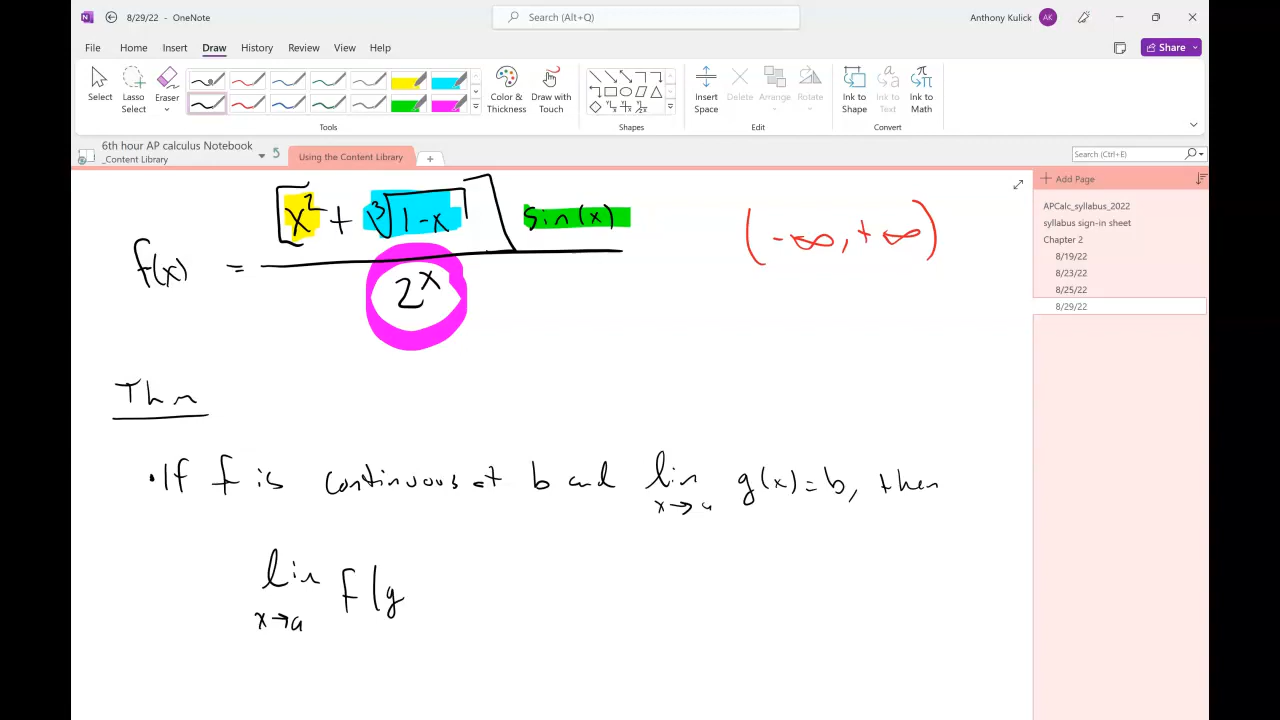 8/29/22 - OneNote
Search (Alt+Q)
Anthony Kulick AK
File Home Insert Draw History Review View Help
Share
Select Lasso Select Eraser Color & Thickness Draw with Touch Insert Space Delete Arrange Rotate Ink to Shape Ink to Text Ink to Math
Tools Shapes Edit Convert
6th hour AP calculus Notebook
_Content Library
Using the Content Library
Search (Ctrl+E)
Add Page
APCalc_syllabus_2022
syllabus sign-in sheet
Chapter 2
8/19/22
8/23/22
8/25/22
8/29/22
f(x) = [x² + ∛(1-x)] sin(x) / 2ˣ (-∞, +∞)
Thm
• If f is continuous at b and lim x→a g(x) = b, then
lim x→a f(g